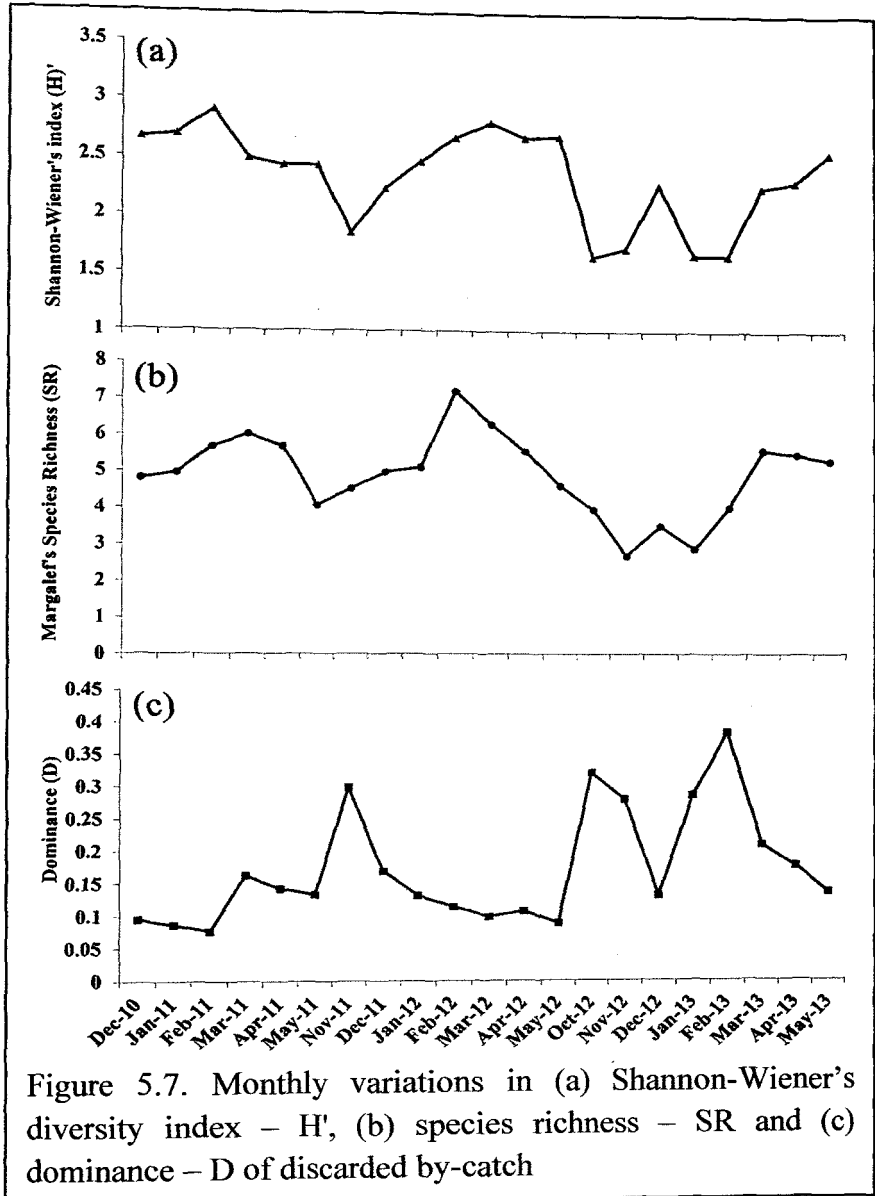 (a)
Shannon-Wiener's index (H)'
3.5
3
2.5
2
1.5
1
(b)
Margalef's Species Richness (SR)
8
7
6
5
4
3
2
1
0
(c)
Dominance (D)
0.45
0.4
0.35
0.3
0.25
0.2
0.15
0.1
0.05
0
Dec-10
Jan-11
Feb-11
Mar-11
Apr-11
May-11
Nov-11
Dec-11
Jan-12
Feb-12
Mar-12
Apr-12
May-12
Oct-12
Nov-12
Dec-12
Jan-13
Feb-13
Mar-13
Apr-13
May-13
Figure 5.7. Monthly variations in (a) Shannon-Wiener's
diversity index – H', (b) species richness – SR and (c)
dominance – D of discarded by-catch